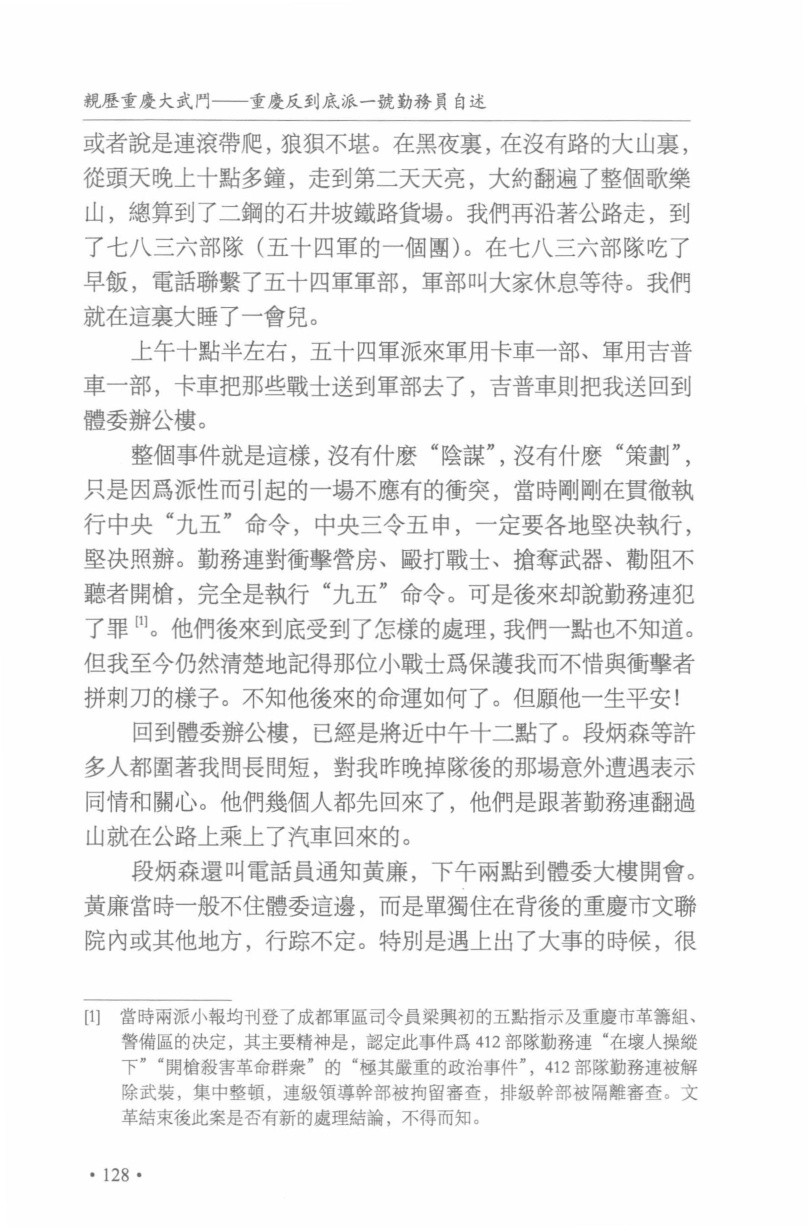 親歷重慶大武鬥——重慶反到底派一號勤務員自述
或者說是連滾帶爬，狼狽不堪。在黑夜裏，在沒有路的大山裏，
從頭天晚上十點多鐘，走到第二天天亮，大約翻遍了整個歌樂
山，總算到了二鋼的石井坡鐵路貨場。我們再沿著公路走，到
了七八三六部隊（五十四軍的一個團）。在七八三六部隊吃了
早飯，電話聯繫了五十四軍軍部，軍部叫大家休息等待。我們
就在這裏大睡了一會兒。
上午十點半左右，五十四軍派來軍用卡車一部、軍用吉普
車一部，卡車把那些戰士送到軍部去了，吉普車則把我送回到
體委辦公樓。
整個事件就是這樣，沒有什麽“陰謀”，沒有什麽“策劃”，
只是因爲派性而引起的一場不應有的衝突，當時剛剛在貫徹執
行中央“九五”命令，中央三令五申，一定要各地堅决執行，
堅决照辦。勤務連對衝擊營房、毆打戰士、搶奪武器、勸阻不
聽者開槍，完全是執行“九五”命令。可是後來却說勤務連犯
了罪[1]。他們後來到底受到了怎樣的處理，我們一點也不知道。
但我至今仍然清楚地記得那位小戰士爲保護我而不惜與衝擊者
拼刺刀的樣子。不知他後來的命運如何了。但願他一生平安！
回到體委辦公樓，已經是將近中午十二點了。段炳森等許
多人都圍著我問長問短，對我昨晚掉隊後的那場意外遭遇表示
同情和關心。他們幾個人都先回來了，他們是跟著勤務連翻過
山就在公路上乘上了汽車回來的。
段炳森還叫電話員通知黃廉，下午兩點到體委大樓開會。
黃廉當時一般不住體委這邊，而是單獨住在背後的重慶市文聯
院內或其他地方，行踪不定。特別是遇上出了大事的時候，很
[1] 當時兩派小報均刊登了成都軍區司令員梁興初的五點指示及重慶市革籌組、
警備區的决定，其主要精神是，認定此事件爲 412 部隊勤務連“在壞人操縱
下”“開槍殺害革命群衆”的“極其嚴重的政治事件”，412 部隊勤務連被解
除武裝，集中整頓，連級領導幹部被拘留審查，排級幹部被隔離審查。文
革結束後此案是否有新的處理結論，不得而知。
• 128 •